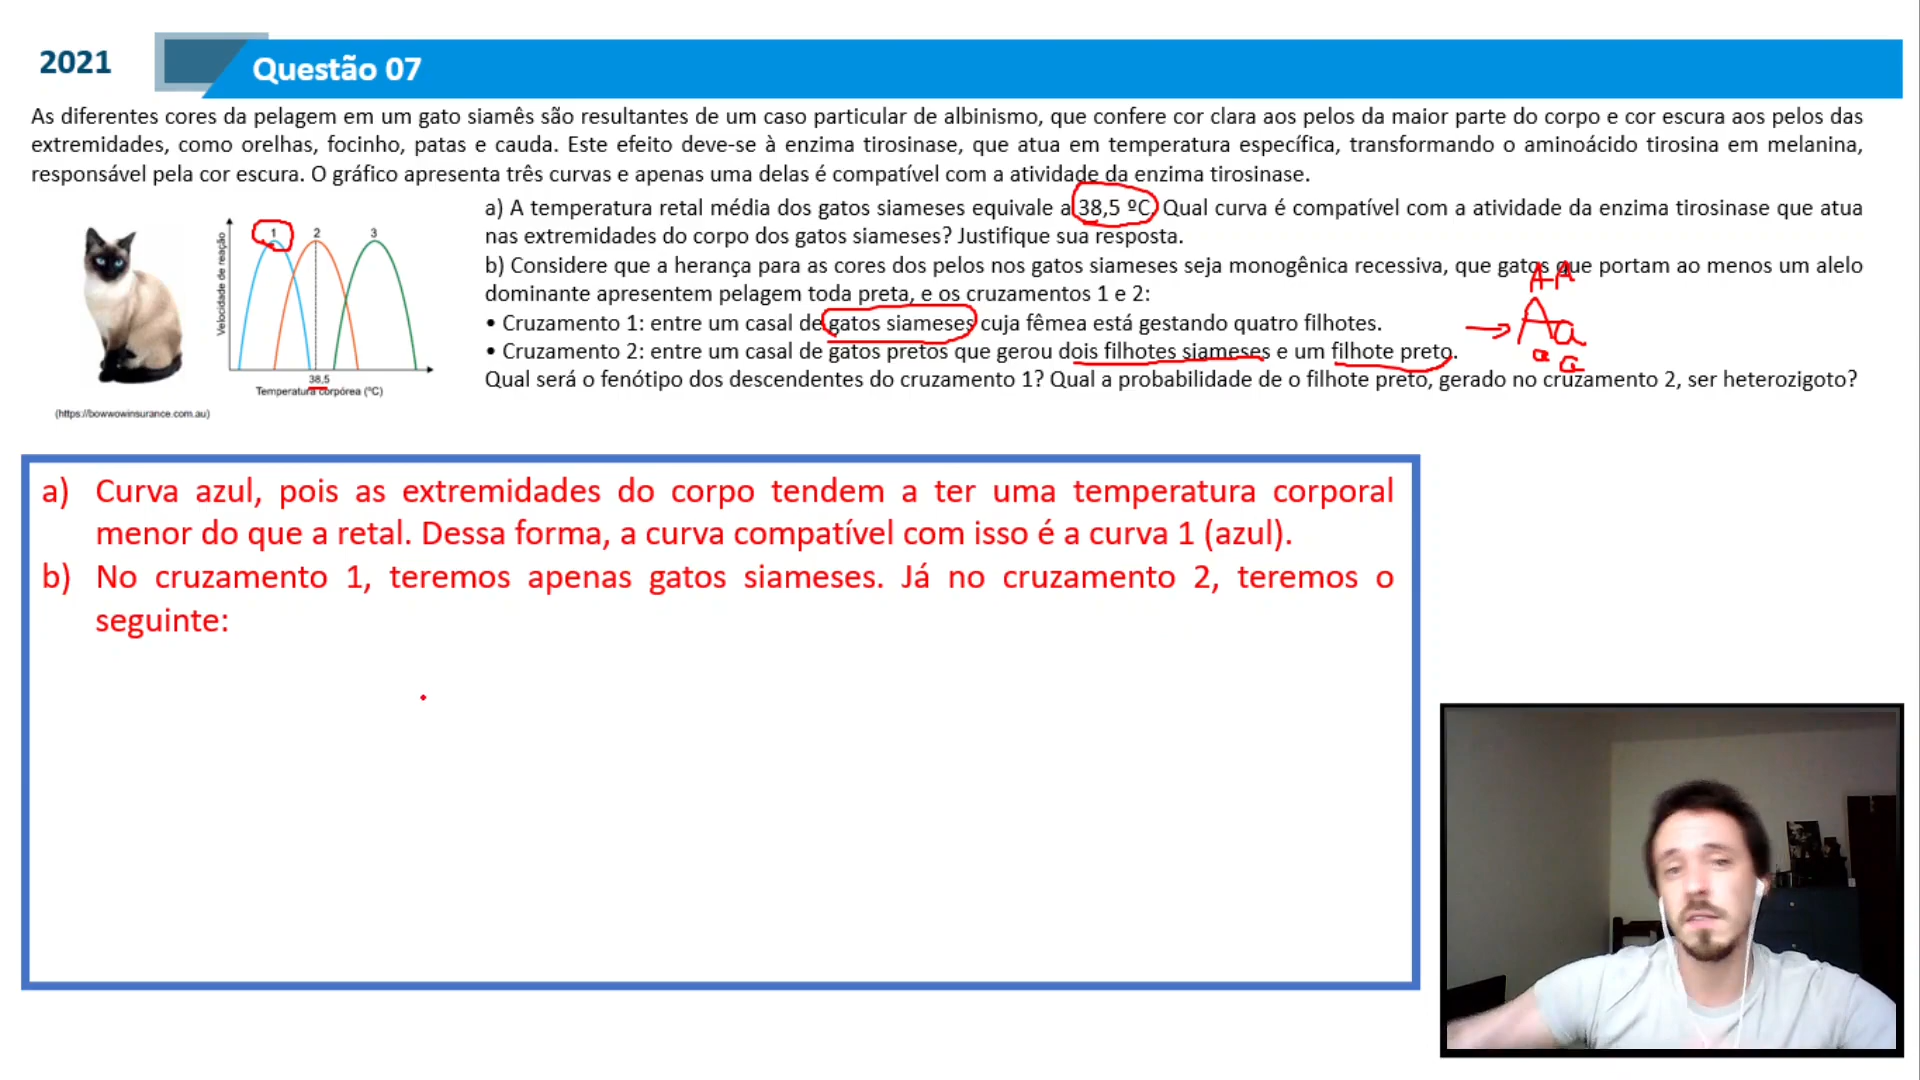 2021
Questão 07
As diferentes cores da pelagem em um gato siamês são resultantes de um caso particular de albinismo, que confere cor clara aos pelos da maior parte do corpo e cor escura aos pelos das
extremidades, como orelhas, focinho, patas e cauda. Este efeito deve-se à enzima tirosinase, que atua em temperatura específica, transformando o aminoácido tirosina em melanina,
responsável pela cor escura. O gráfico apresenta três curvas e apenas uma delas é compatível com a atividade da enzima tirosinase.
a) A temperatura retal média dos gatos siameses equivale a 38,5 ºC. Qual curva é compatível com a atividade da enzima tirosinase que atua
nas extremidades do corpo dos gatos siameses? Justifique sua resposta.
b) Considere que a herança para as cores dos pelos nos gatos siameses seja monogênica recessiva, que gatos que portam ao menos um alelo
dominante apresentem pelagem toda preta, e os cruzamentos 1 e 2:
• Cruzamento 1: entre um casal de gatos siameses cuja fêmea está gestando quatro filhotes.
• Cruzamento 2: entre um casal de gatos pretos que gerou dois filhotes siameses e um filhote preto.
Qual será o fenótipo dos descendentes do cruzamento 1? Qual a probabilidade de o filhote preto, gerado no cruzamento 2, ser heterozigoto?
AA
Aa
aa
1 2 3
Velocidade de reação
38,5
Temperatura corpórea (ºC)
(https://bowwowinsurance.com.au)
a) Curva azul, pois as extremidades do corpo tendem a ter uma temperatura corporal
menor do que a retal. Dessa forma, a curva compatível com isso é a curva 1 (azul).
b) No cruzamento 1, teremos apenas gatos siameses. Já no cruzamento 2, teremos o
seguinte: